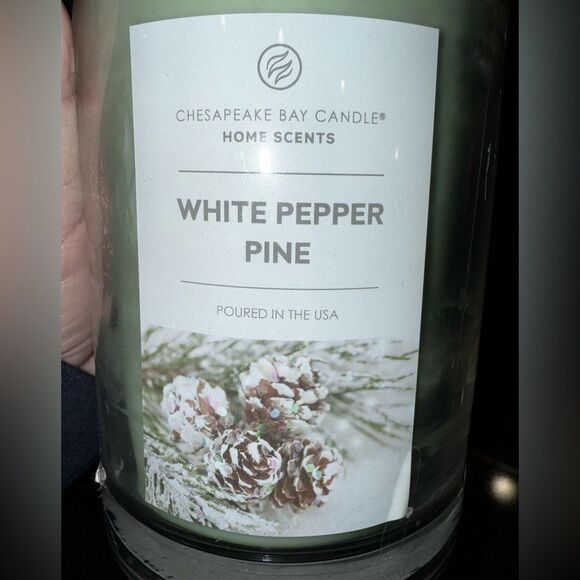 CHESAPEAKE BAY CANDLE®
HOME SCENTS
WHITE PEPPER
PINE
POURED IN THE USA